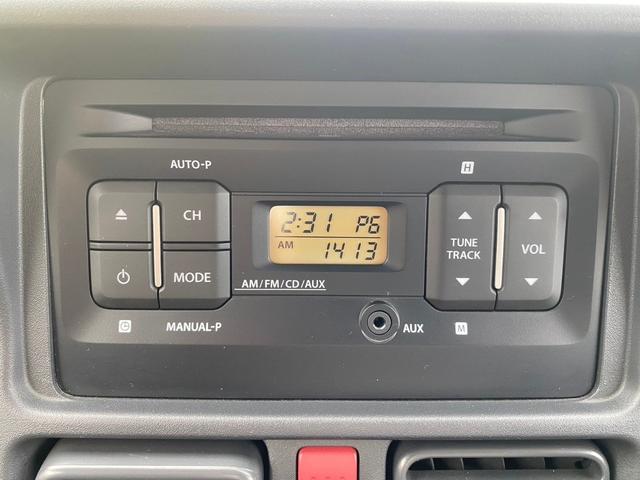 AUTO-P
H
CH
MODE
2:31 P6
AM 1413
TUNE
TRACK
VOL
AM/FM/CD/AUX
C
MANUAL-P
AUX
M